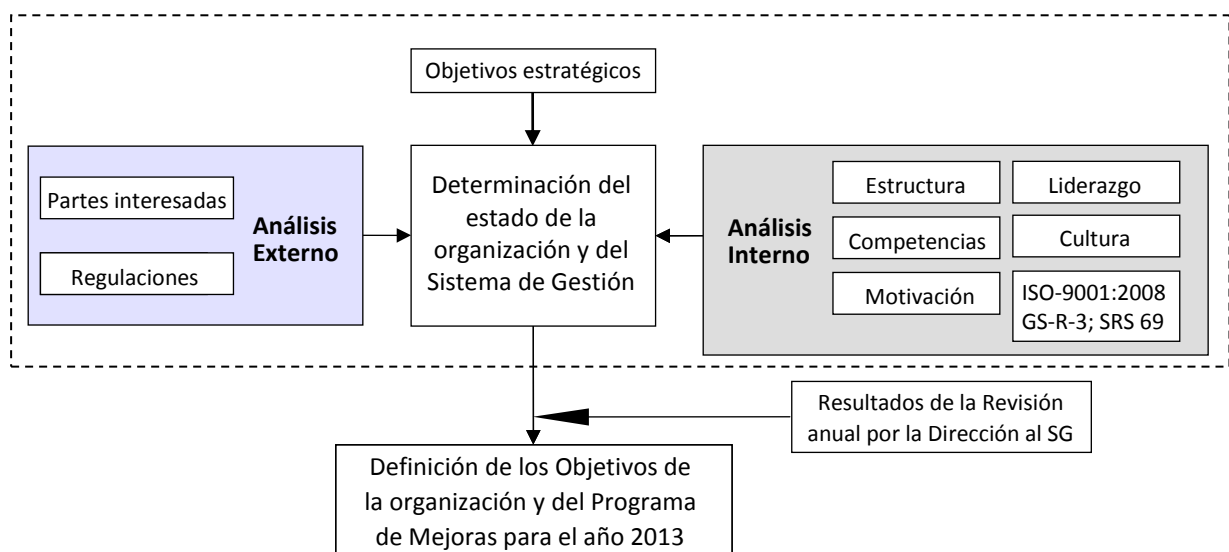 Objetivos estratégicos
Partes interesadas
Regulaciones
Análisis
Externo
Determinación del
estado de la
organización y del
Sistema de Gestión
Análisis
Interno
Estructura
Liderazgo
Competencias
Cultura
Motivación
ISO-9001:2008
GS-R-3; SRS 69
Resultados de la Revisión
anual por la Dirección al SG
Definición de los Objetivos de
la organización y del Programa
de Mejoras para el año 2013